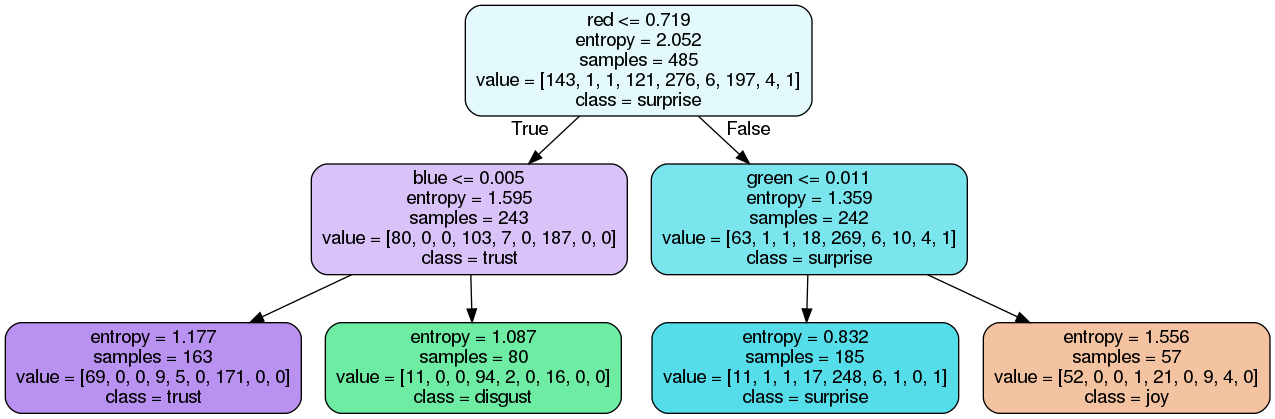 red <= 0.719
entropy = 2.052
samples = 485
value = [143, 1, 1, 121, 276, 6, 197, 4, 1]
class = surprise
True
False
blue <= 0.005
entropy = 1.595
samples = 243
value = [80, 0, 0, 103, 7, 0, 187, 0, 0]
class = trust
green <= 0.011
entropy = 1.359
samples = 242
value = [63, 1, 1, 18, 269, 6, 10, 4, 1]
class = surprise
entropy = 1.177
samples = 163
value = [69, 0, 0, 9, 5, 0, 171, 0, 0]
class = trust
entropy = 1.087
samples = 80
value = [11, 0, 0, 94, 2, 0, 16, 0, 0]
class = disgust
entropy = 0.832
samples = 185
value = [11, 1, 1, 17, 248, 6, 1, 0, 1]
class = surprise
entropy = 1.556
samples = 57
value = [52, 0, 0, 1, 21, 0, 9, 4, 0]
class = joy